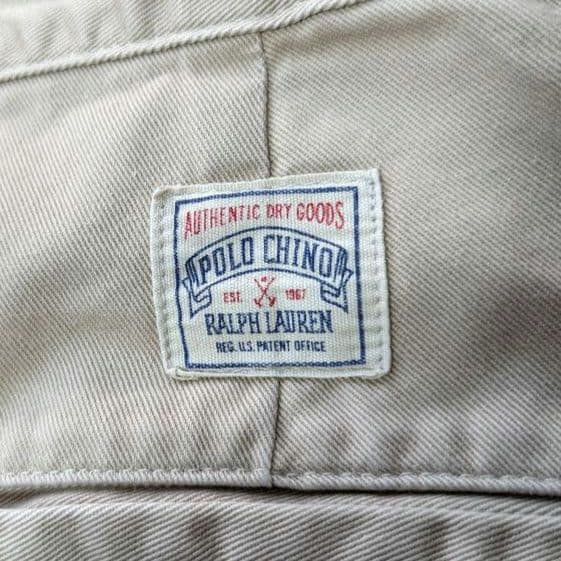 AUTHENTIC DRY GOODS
POLO CHINO
EST. 1967
RALPH LAUREN
REG. U.S. PATENT OFFICE